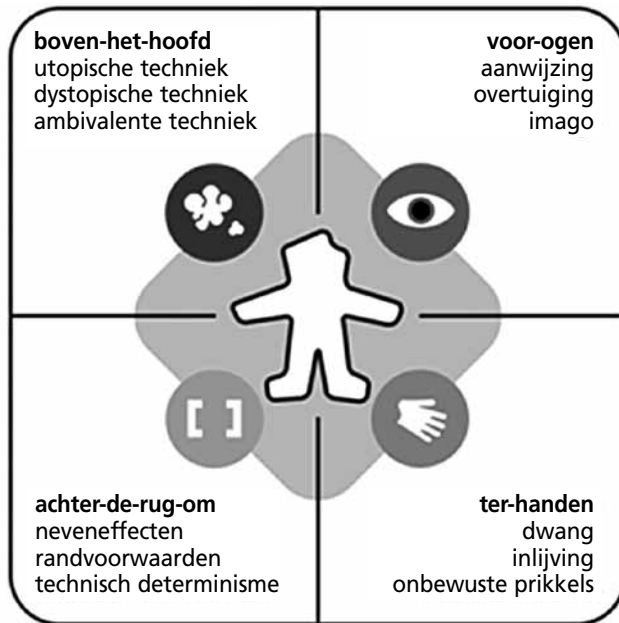 boven-het-hoofd
utopische techniek
dystopische techniek
ambivalente techniek
voor-ogen
aanwijzing
overtuiging
imago
achter-de-rug-om
neveneffecten
randvoorwaarden
technisch determinisme
ter-handen
dwang
inlijving
onbewuste prikkels